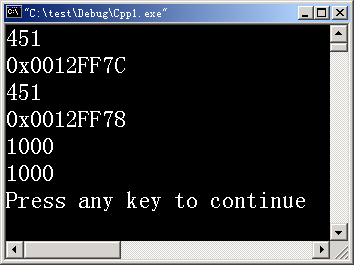 "C:\test\Debug\Cpp1.exe"
451
0x0012FF7C
451
0x0012FF78
1000
1000
Press any key to continue